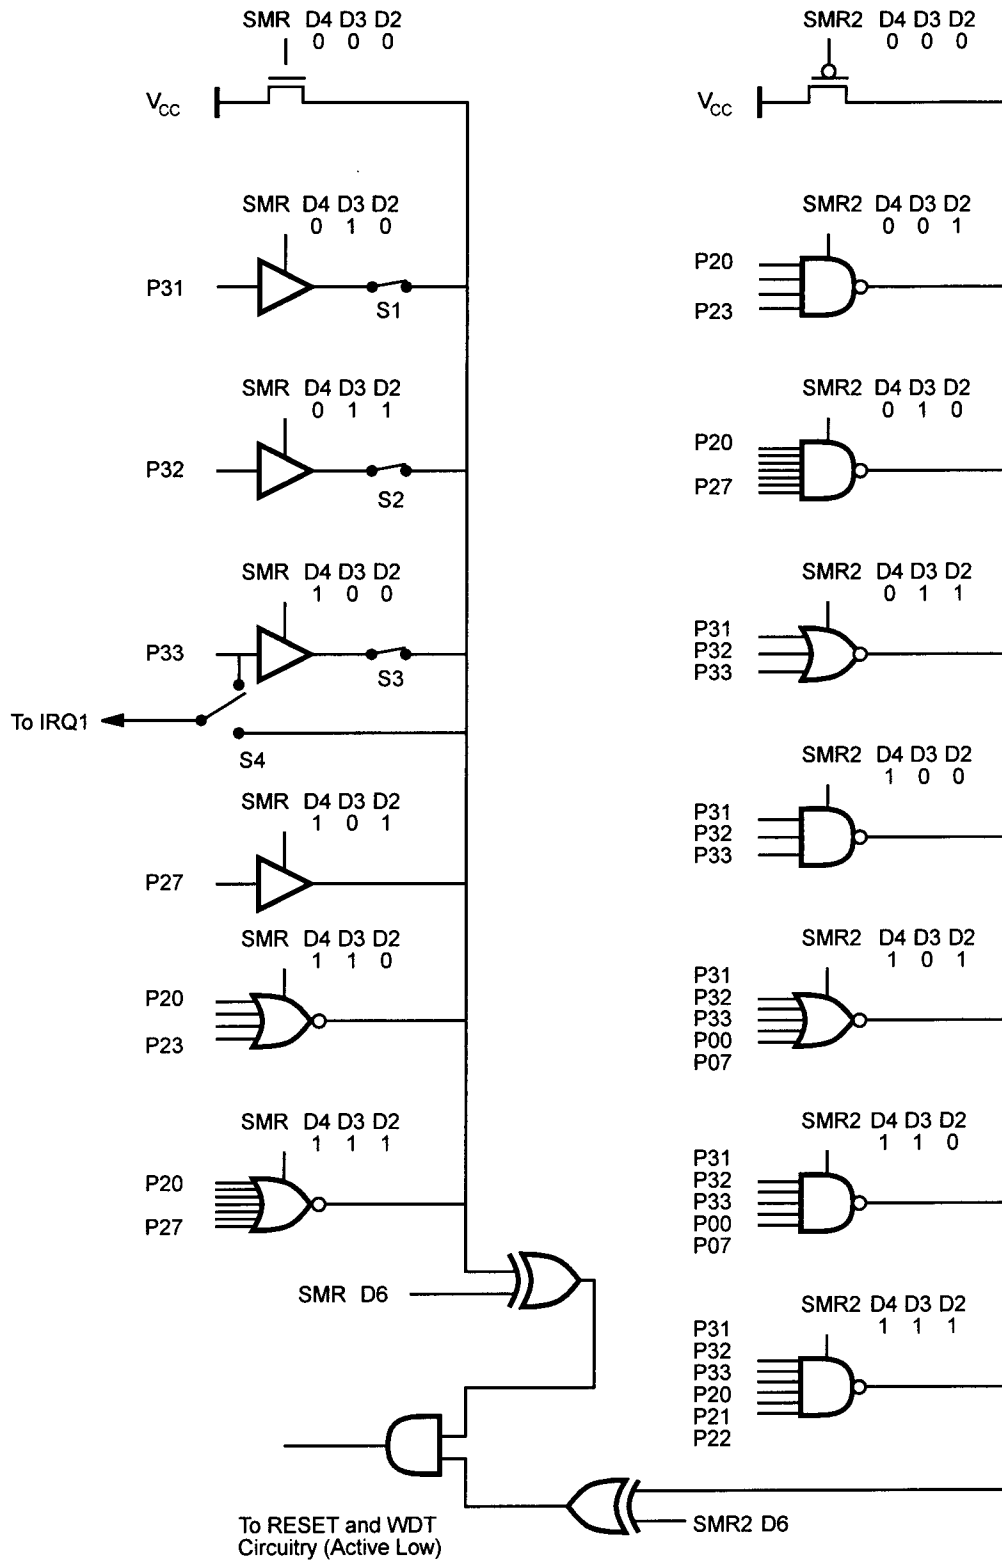 SMR D4 D3 D2
0 0 0
VCC
SMR D4 D3 D2
0 1 0
P31
S1
SMR D4 D3 D2
0 1 1
P32
S2
SMR D4 D3 D2
1 0 0
P33
S3
To IRQ1
S4
SMR D4 D3 D2
1 0 1
P27
SMR D4 D3 D2
1 1 0
P20
P23
SMR D4 D3 D2
1 1 1
P20
P27
SMR D6
To RESET and WDT
Circuitry (Active Low)
SMR2 D4 D3 D2
0 0 0
VCC
SMR2 D4 D3 D2
0 0 1
P20
P23
SMR2 D4 D3 D2
0 1 0
P20
P27
SMR2 D4 D3 D2
0 1 1
P31
P32
P33
SMR2 D4 D3 D2
1 0 0
P31
P32
P33
SMR2 D4 D3 D2
1 0 1
P31
P32
P33
P00
P07
SMR2 D4 D3 D2
1 1 0
P31
P32
P33
P00
P07
SMR2 D4 D3 D2
1 1 1
P31
P32
P33
P20
P21
P22
SMR2 D6